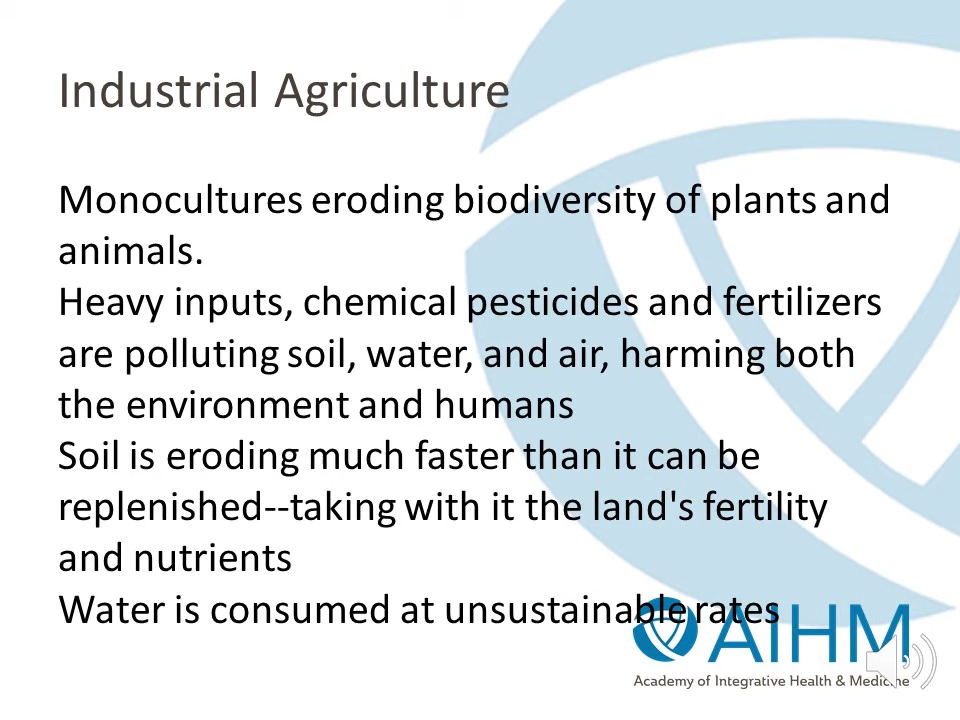 Industrial Agriculture
Monocultures eroding biodiversity of plants and
animals.
Heavy inputs, chemical pesticides and fertilizers
are polluting soil, water, and air, harming both
the environment and humans
Soil is eroding much faster than it can be
replenished--taking with it the land's fertility
and nutrients
Water is consumed at unsustainable rates
AIHM
Academy of Integrative Health & Medicine